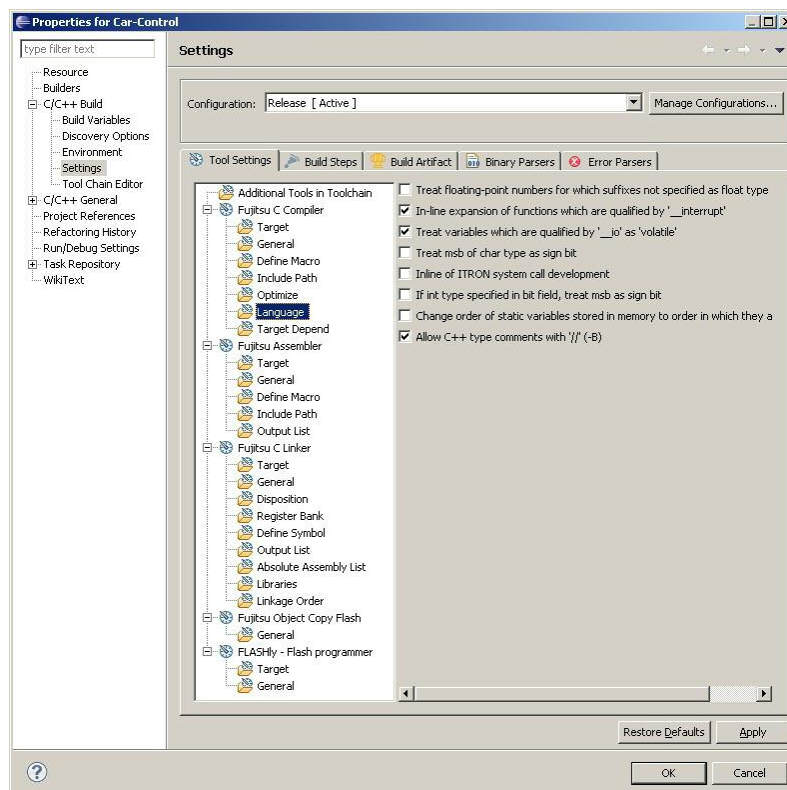 Properties for Car-Control
type filter text
Resource
Builders
C/C++ Build
Build Variables
Discovery Options
Environment
Settings
Tool Chain Editor
C/C++ General
Project References
Refactoring History
Run/Debug Settings
Task Repository
WikiText
Settings
Configuration: Release [ Active ] Manage Configurations...
Tool Settings Build Steps Build Artifact Binary Parsers Error Parsers
Additional Tools in Toolchain
Fujitsu C Compiler
Target
General
Define Macro
Include Path
Optimize
Language
Target Depend
Fujitsu Assembler
Target
General
Define Macro
Include Path
Output List
Fujitsu C Linker
Target
General
Disposition
Register Bank
Define Symbol
Output List
Absolute Assembly List
Libraries
Linkage Order
Fujitsu Object Copy Flash
General
FLASHly - Flash programmer
Target
General
Treat floating-point numbers for which suffixes not specified as float type
In-line expansion of functions which are qualified by '__interrupt'
Treat variables which are qualified by '__io' as 'volatile'
Treat msb of char type as sign bit
Inline of ITRON system call development
If int type specified in bit field, treat msb as sign bit
Change order of static variables stored in memory to order in which they a
Allow C++ type comments with '//' (-B)
Restore Defaults Apply
? OK Cancel